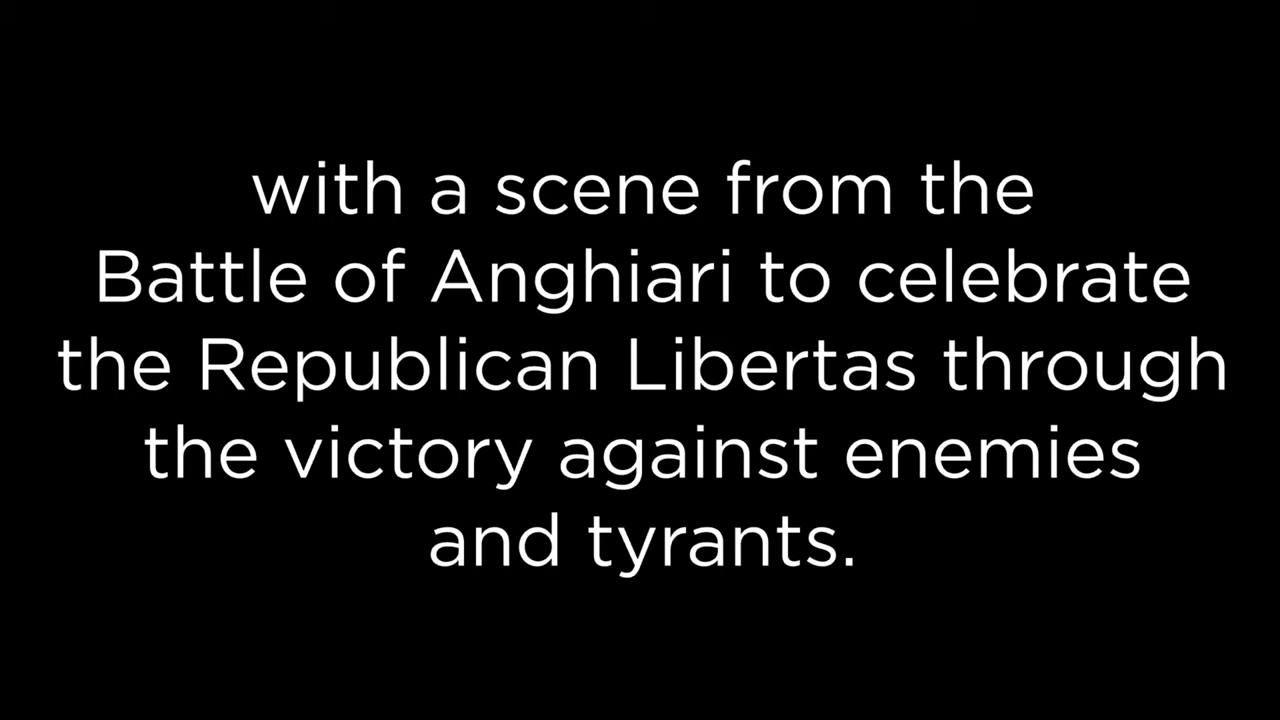 with a scene from the
Battle of Anghiari to celebrate
the Republican Libertas through
the victory against enemies
and tyrants.